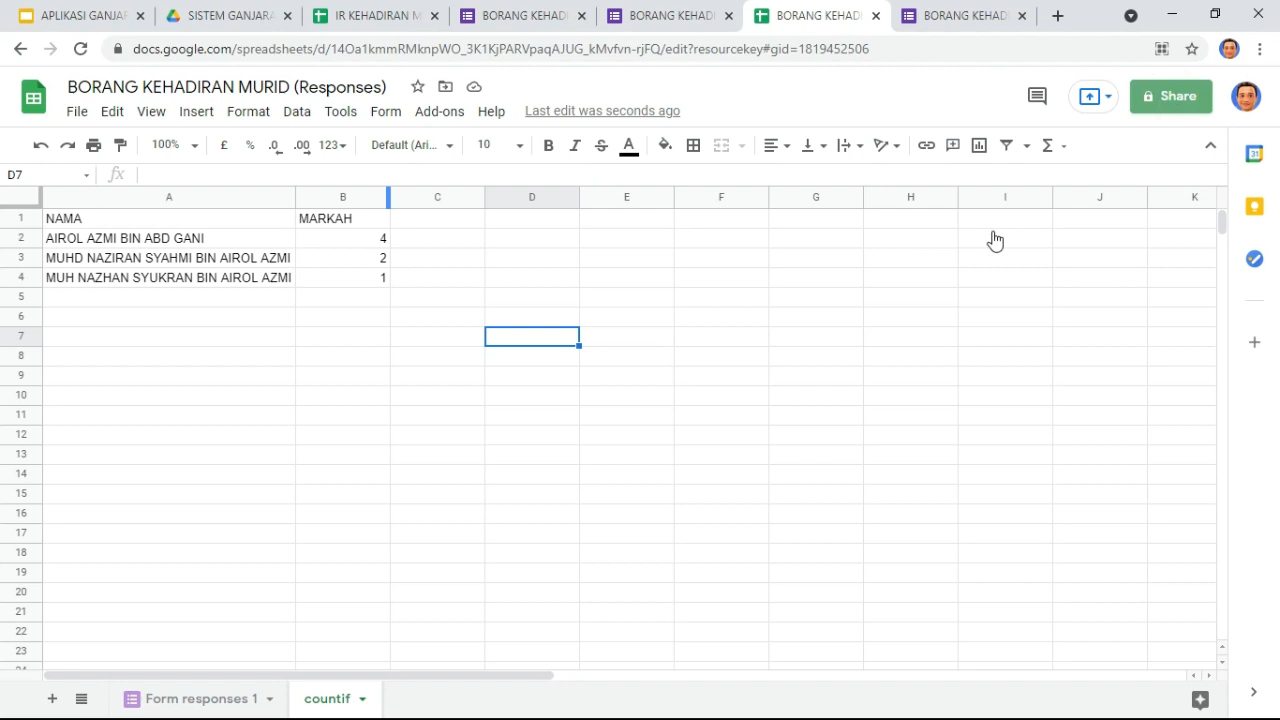 APLIKASI GANJAR
SISTEM GANJARA
IR KEHADIRAN M
BORANG KEHAD
BORANG KEHAD
BORANG KEHAD
BORANG KEHAD
docs.google.com/spreadsheets/d/14Oa1kmmRMknpWO_3K1KjPARVpaqAJUG_kMvfvn-rjFQ/edit?resourcekey#gid=1819452506
BORANG KEHADIRAN MURID (Responses)
File Edit View Insert Format Data Tools Form Add-ons Help Last edit was seconds ago
Share
100% £ % .0 .00 123 Default (Ari... 10 B I S A Σ
31
D7 fx
A B C D E F G H I J K
1 NAMA MARKAH
2 AIROL AZMI BIN ABD GANI 4
3 MUHD NAZIRAN SYAHMI BIN AIROL AZMI 2
4 MUH NAZHAN SYUKRAN BIN AIROL AZMI 1
5
6
7
8
9
10
11
12
13
14
15
16
17
18
19
20
21
22
23
Form responses 1 countif